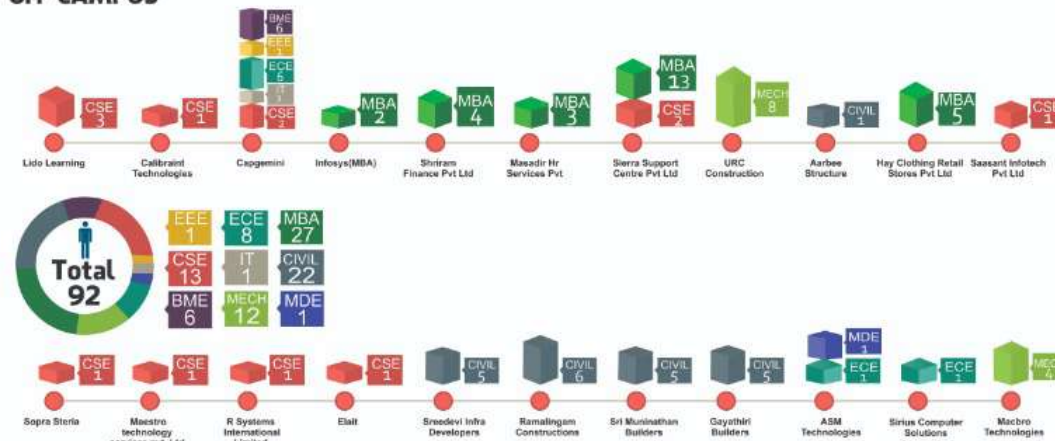 BME
6
EEE
1
ECE
5
IT
1
CSE
2
CSE
3
CSE
1
MBA
2
MBA
4
MBA
3
MBA
13
CSE
2
MECH
8
CIVIL
1
MBA
5
CSE
1
Lido Learning
Calibraint
Technologies
Capgemini
Infosys(MBA)
Shriram
Finance Pvt Ltd
Masadir Hr
Services Pvt
Sierra Support
Centre Pvt Ltd
URC
Construction
Aarbee
Structure
Hay Clothing Retail
Stores Pvt Ltd
Saasant Infotech
Pvt Ltd
Total
92
EEE
1
ECE
8
MBA
27
CSE
13
IT
1
CIVIL
22
BME
6
MECH
12
MDE
1
CSE
1
CSE
1
CSE
1
CSE
1
CIVIL
5
CIVIL
6
CIVIL
5
CIVIL
5
MDE
1
ECE
1
ECE
1
MEC
4
Sopra Steria
Maestro
technology
R Systems
International
Limited
Elait
Sreedevi Infra
Developers
Ramalingam
Constructions
Sri Muninathan
Builders
Gayathiri
Builders
ASM
Technologies
Sirius Computer
Solutions
Macbro
Technologies